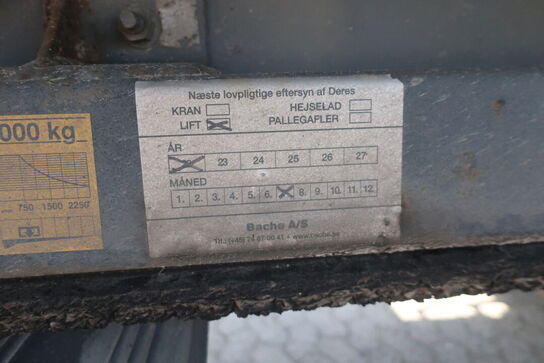 Næste lovpligtige eftersyn af Deres
KRAN HEJSELAD
LIFT PALLEGAFLER
000 kg
ÅR
23 24 25 26 27
MÅNED
1. 2. 3. 4. 5. 6. 8. 9. 10. 11. 12.
750 1500 2250
Bache A/S